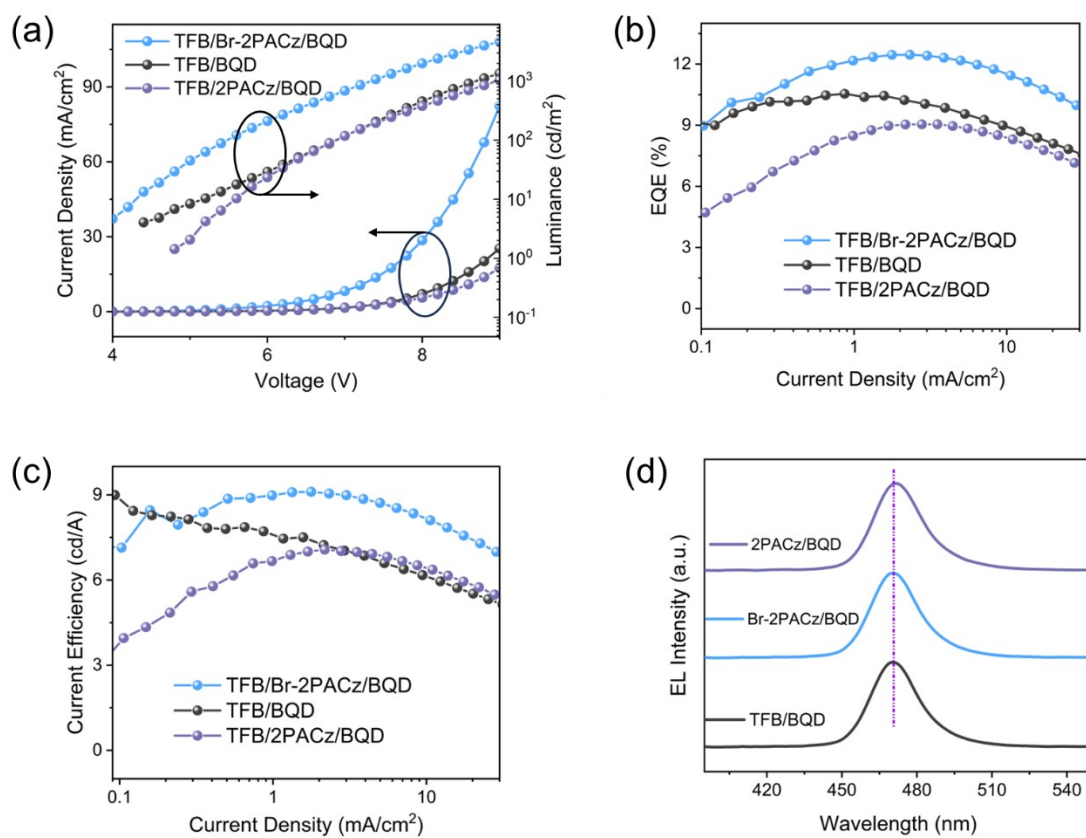 (a)
TFB/Br-2PACz/BQD
TFB/BQD
TFB/2PACz/BQD
Current Density (mA/cm²)
90
60
30
0
Luminance (cd/m²)
10³
10²
10¹
10⁰
10⁻¹
4
6
8
Voltage (V)
(b)
EQE (%)
12
9
6
3
0
TFB/Br-2PACz/BQD
TFB/BQD
TFB/2PACz/BQD
0.1
1
10
Current Density (mA/cm²)
(c)
Current Efficiency (cd/A)
9
6
3
0
TFB/Br-2PACz/BQD
TFB/BQD
TFB/2PACz/BQD
0.1
1
10
Current Density (mA/cm²)
(d)
EL Intensity (a.u.)
2PACz/BQD
Br-2PACz/BQD
TFB/BQD
420
450
480
510
540
Wavelength (nm)